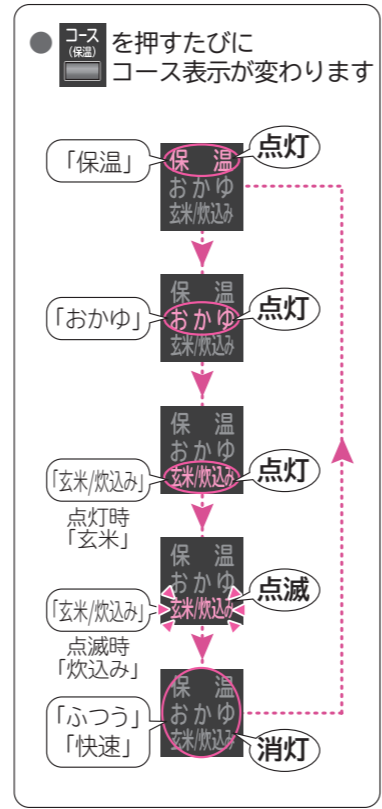 ● コース
(保温)
を押すたびに
コース表示が変わります
「保温」
保 温
おかゆ
玄米/炊込み
点灯
「おかゆ」
保 温
おかゆ
玄米/炊込み
点灯
「玄米/炊込み」
点灯時
「玄米」
保 温
おかゆ
玄米/炊込み
点灯
「玄米/炊込み」
点滅時
「炊込み」
保 温
おかゆ
玄米/炊込み
点滅
「ふつう」
「快速」
保 温
おかゆ
玄米/炊込み
消灯